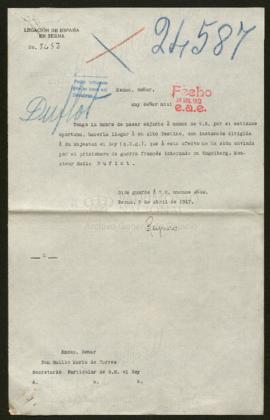 LEGACIÓN DE ESPAÑA
EN BERNA
24587
Excmo. Señor.
Muy señor mío:
Fecho
e.a.e.
Duflot
Tengo la honra de pasar adjunto á manos de V.E. por si estimase
oportuno, hacerla llegar á su alto Destino, una instancia dirigida
á Su Majestad el Rey (q.D.g.) que á este efecto me ha sido enviada
por el prisionero de guerra francés internado en Engelberg, Mon-
sieur Duflot.
Dios guarde á V.E. muchos años.
Berna, de abril de 1917.
Excmo. Señor
Don Emilio María de Torres
Secretario Particular de S.M. el Rey